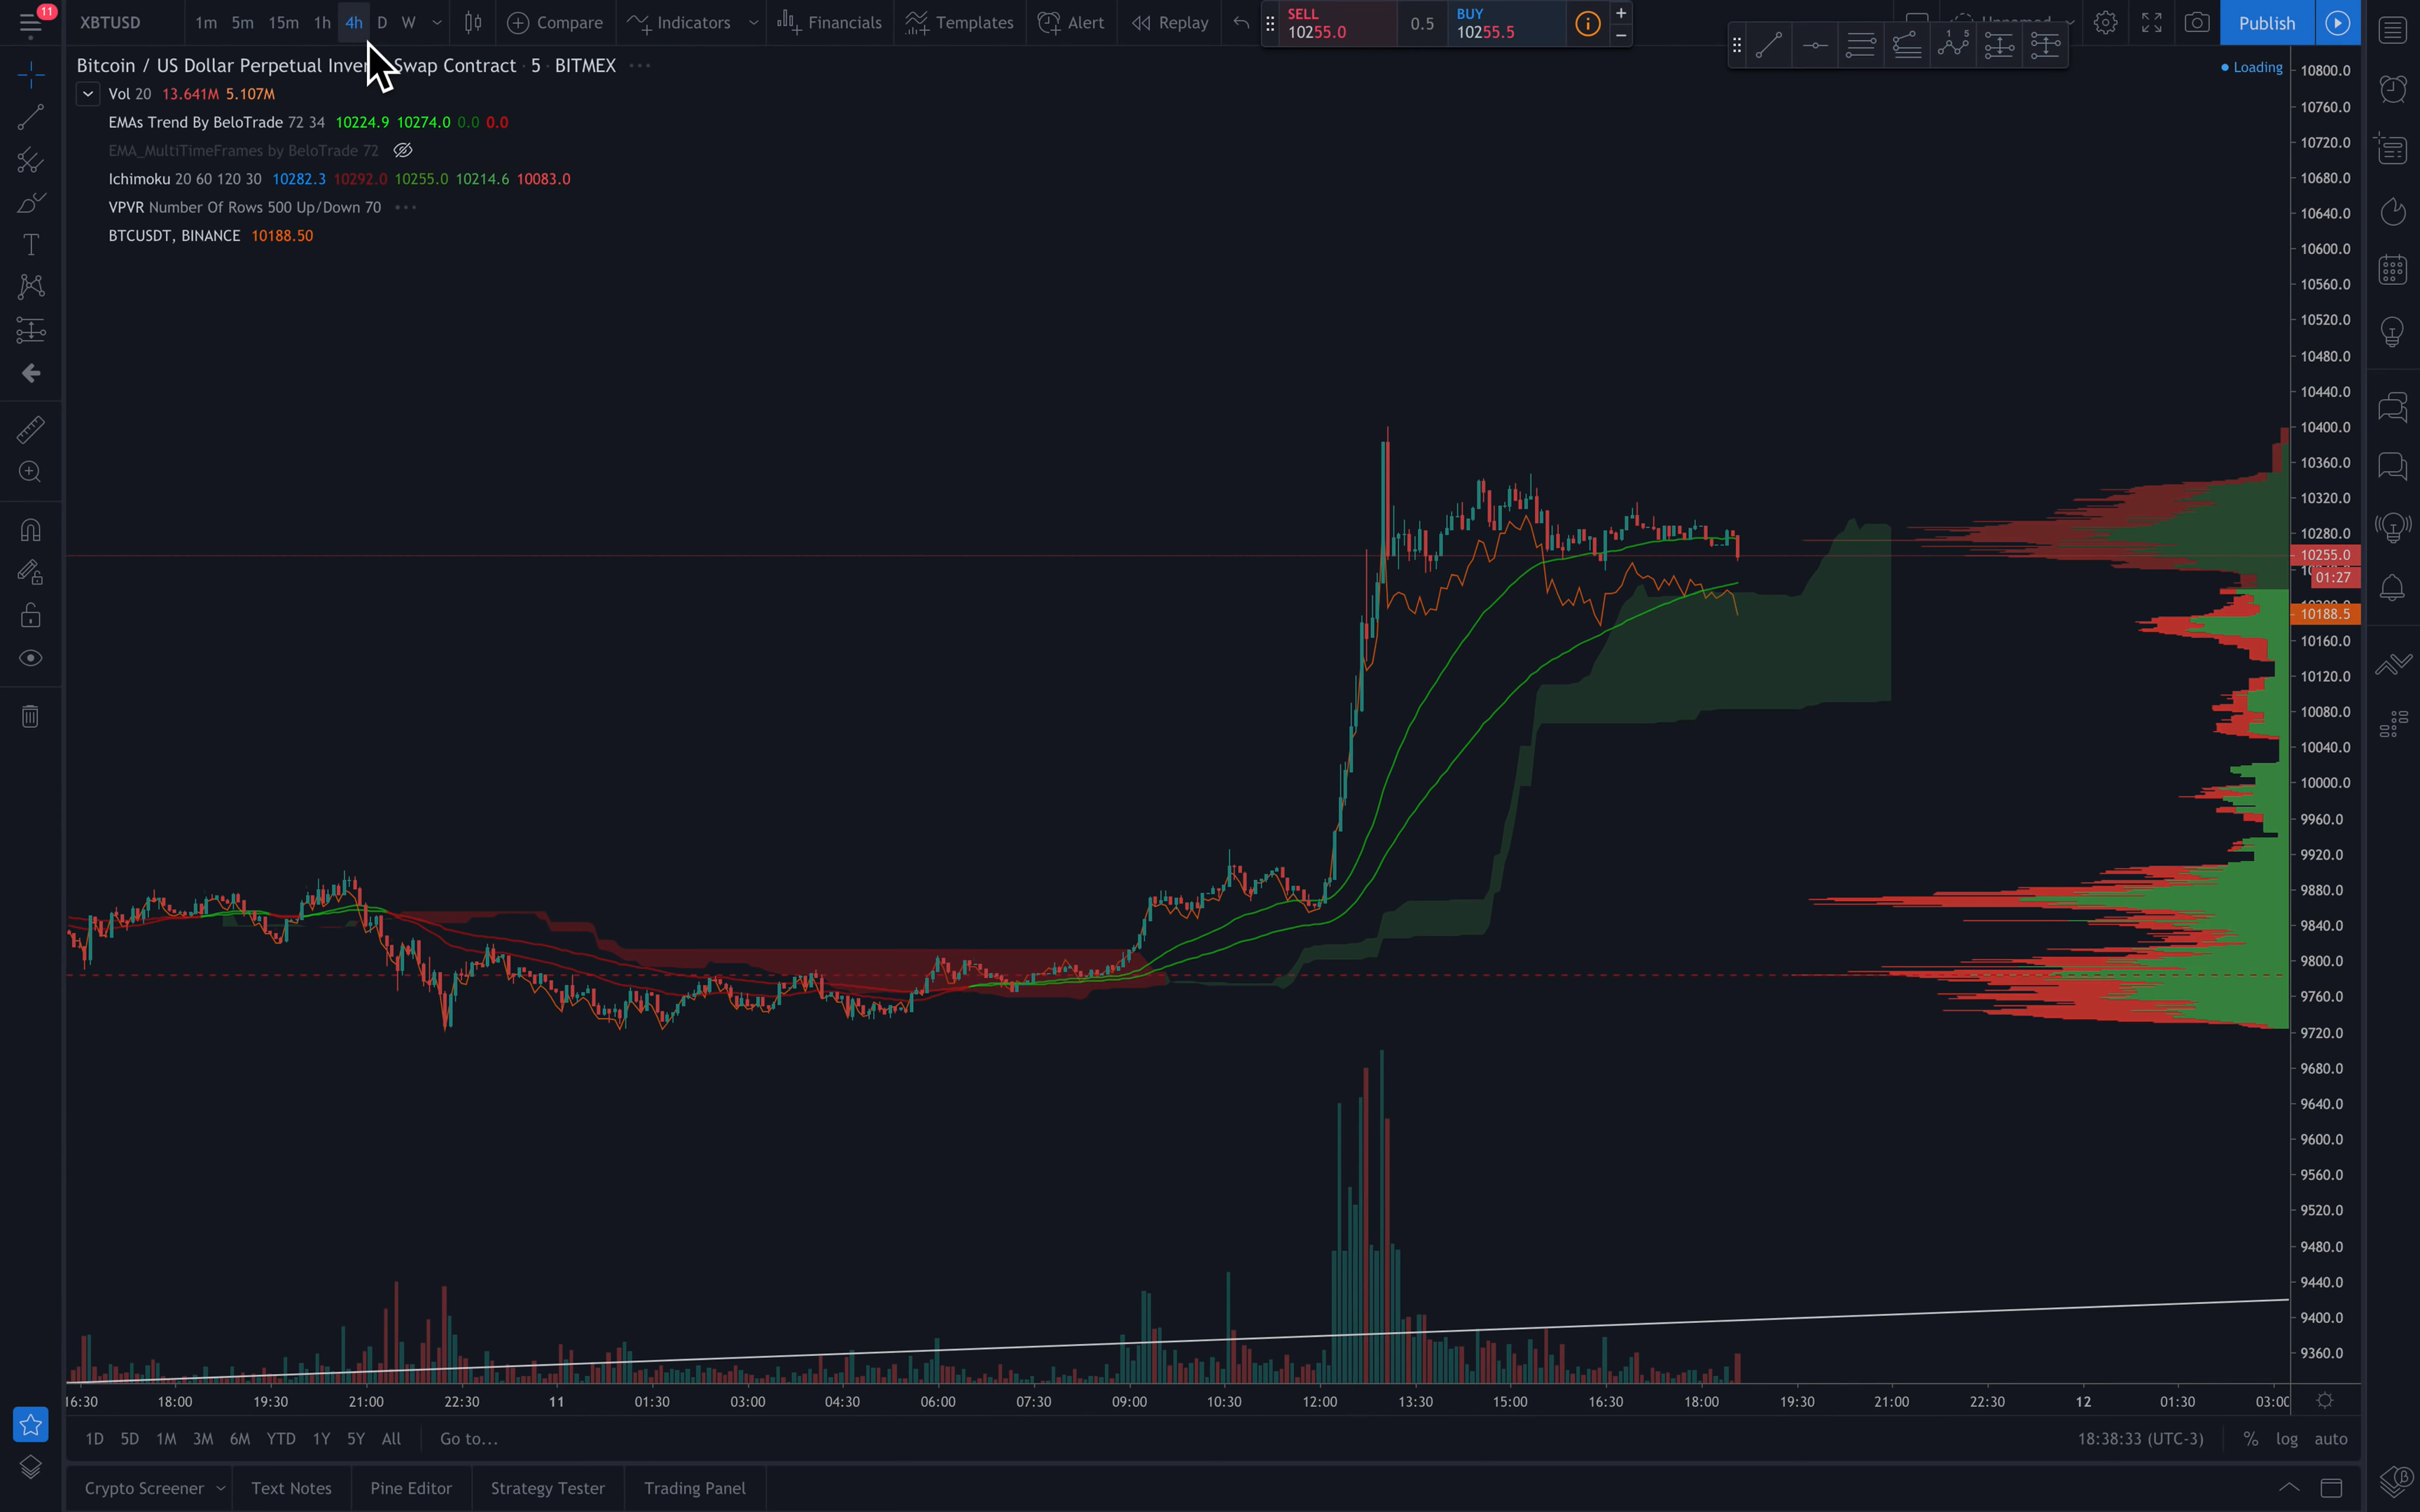 11
XBTUSD 1m 5m 15m 1h 4h D W Compare Indicators Financials Templates Alert Replay
SELL 10255.0 0.5 BUY 10255.5
Publish
Bitcoin / US Dollar Perpetual Inver Swap Contract · 5 · BITMEX
Loading
Vol 20 13.641M 5.107M
EMAs Trend By BeloTrade 72 34 10224.9 10274.0 0.0 0.0
EMA_MultiTimeFrames by BeloTrade 72
Ichimoku 20 60 120 30 10282.3 10292.0 10255.0 10214.6 10083.0
VPVR Number Of Rows 500 Up/Down 70
BTCUSDT, BINANCE 10188.50
10800.0
10760.0
10720.0
10680.0
10640.0
10600.0
10560.0
10520.0
10480.0
10440.0
10400.0
10360.0
10320.0
10280.0
10255.0
01:27
10188.5
10160.0
10120.0
10080.0
10040.0
10000.0
9960.0
9920.0
9880.0
9840.0
9800.0
9760.0
9720.0
9680.0
9640.0
9600.0
9560.0
9520.0
9480.0
9440.0
9400.0
9360.0
16:30 18:00 19:30 21:00 22:30 11 01:30 03:00 04:30 06:00 07:30 09:00 10:30 12:00 13:30 15:00 16:30 18:00 19:30 21:00 22:30 12 01:30 03:00
1D 5D 1M 3M 6M YTD 1Y 5Y All Go to... 18:38:33 (UTC-3) % log auto
Crypto Screener Text Notes Pine Editor Strategy Tester Trading Panel